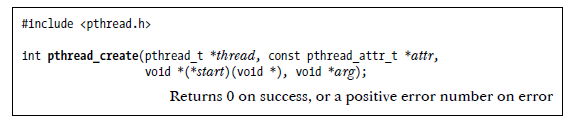 #include <pthread.h>
int pthread_create(pthread_t *thread, const pthread_attr_t *attr,
void *(*start)(void *), void *arg);
Returns 0 on success, or a positive error number on error